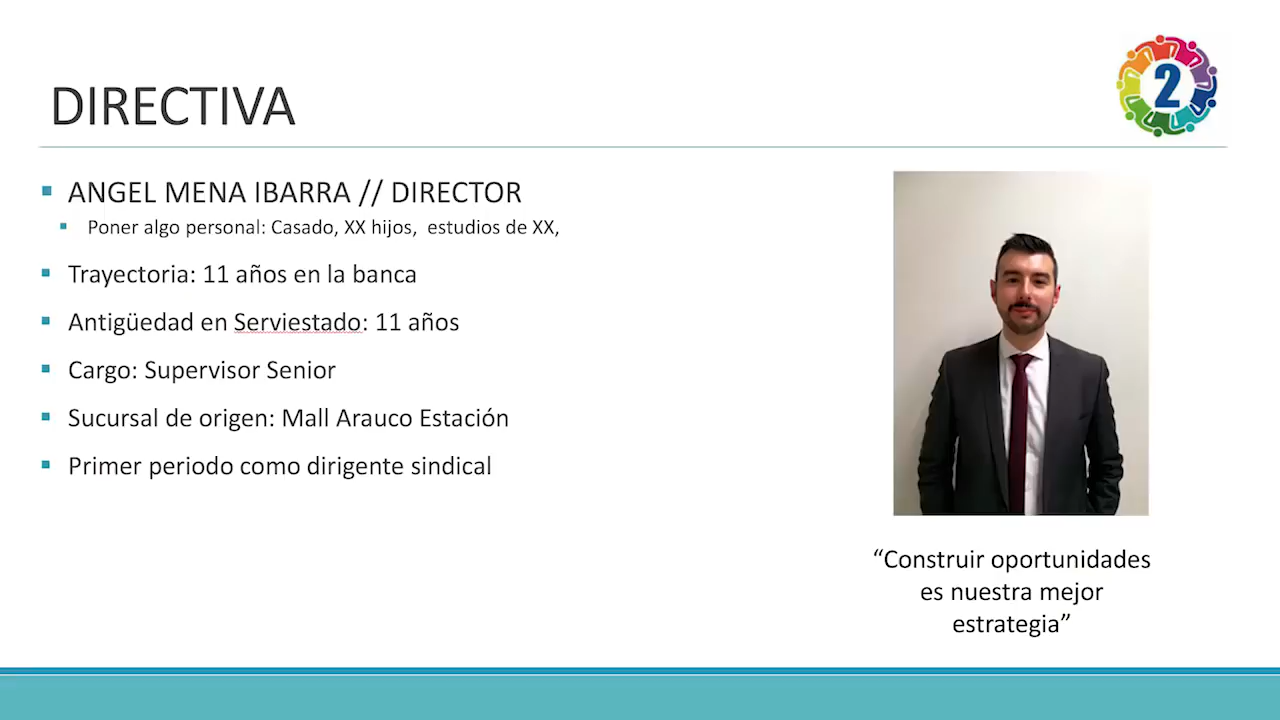 2
DIRECTIVA
ANGEL MENA IBARRA // DIRECTOR
Poner algo personal: Casado, XX hijos, estudios de XX,
Trayectoria: 11 años en la banca
Antigüedad en Serviestado: 11 años
Cargo: Supervisor Senior
Sucursal de origen: Mall Arauco Estación
Primer periodo como dirigente sindical
“Construir oportunidades
es nuestra mejor
estrategia”